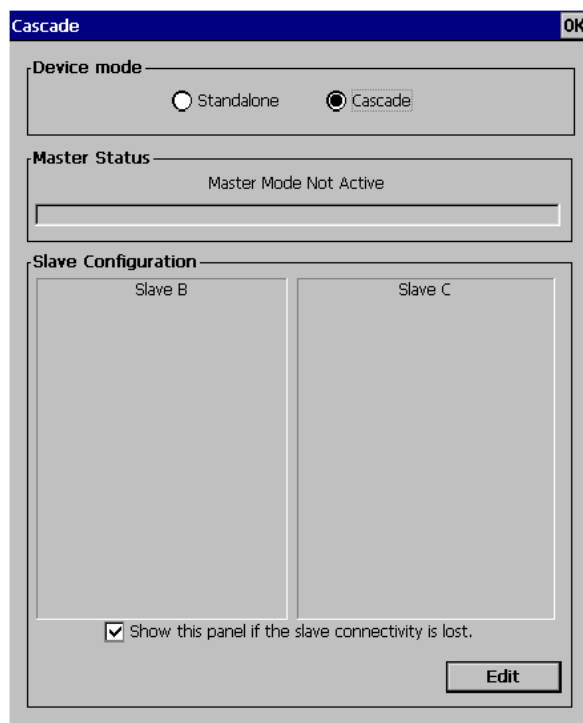 Cascade OK
Device mode
Standalone Cascade
Master Status
Master Mode Not Active
Slave Configuration
Slave B Slave C
Show this panel if the slave connectivity is lost.
Edit